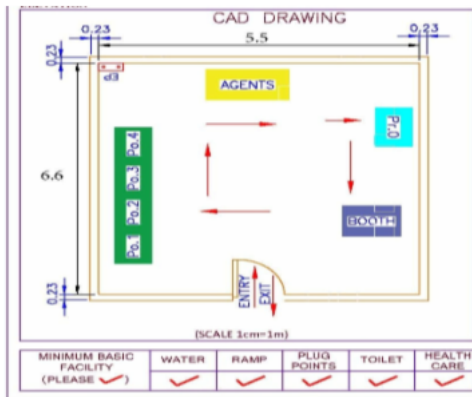 CAD DRAWING
0.23
5.5
0.23
0.23
EP
AGENTS
Pr.O
6.6
Po.4
Po.3
Po.2
Po.1
BOOTH
ENTRY
EXIT
0.23
(SCALE 1cm=1m)
MINIMUM BASIC FACILITY (PLEASE ✓)
WATER
RAMP
PLUG POINTS
TOILET
HEALTH CARE
✓ ✓ ✓ ✓ ✓